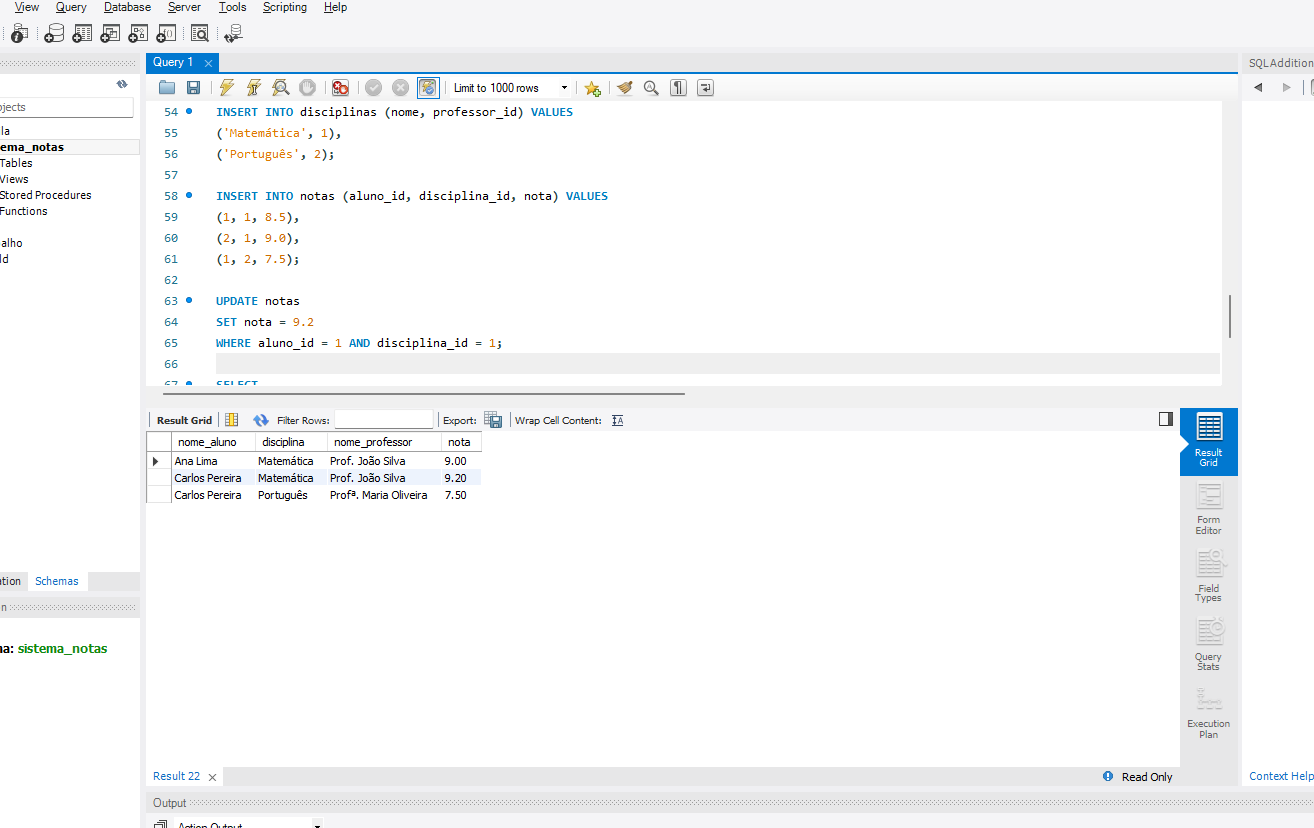 View Query Database Server Tools Scripting Help
Query 1
SQLAddition
Limit to 1000 rows
54 INSERT INTO disciplinas (nome, professor_id) VALUES
55 ('Matemática', 1),
56 ('Português', 2);
57
58 INSERT INTO notas (aluno_id, disciplina_id, nota) VALUES
59 (1, 1, 8.5),
60 (2, 1, 9.0),
61 (1, 2, 7.5);
62
63 UPDATE notas
64 SET nota = 9.2
65 WHERE aluno_id = 1 AND disciplina_id = 1;
66
67 SELECT
jects
la
ema_notas
Tables
Views
Stored Procedures
Functions
alho
ld
ation Schemas
n
na: sistema_notas
Result Grid Filter Rows: Export: Wrap Cell Content:
nome_aluno disciplina nome_professor nota
Ana Lima Matemática Prof. João Silva 9.00
Carlos Pereira Matemática Prof. João Silva 9.20
Carlos Pereira Português Profª. Maria Oliveira 7.50
Result
Grid
Form
Editor
Field
Types
Query
Stats
Execution
Plan
Result 22
Read Only
Context Help
Output
Action Output